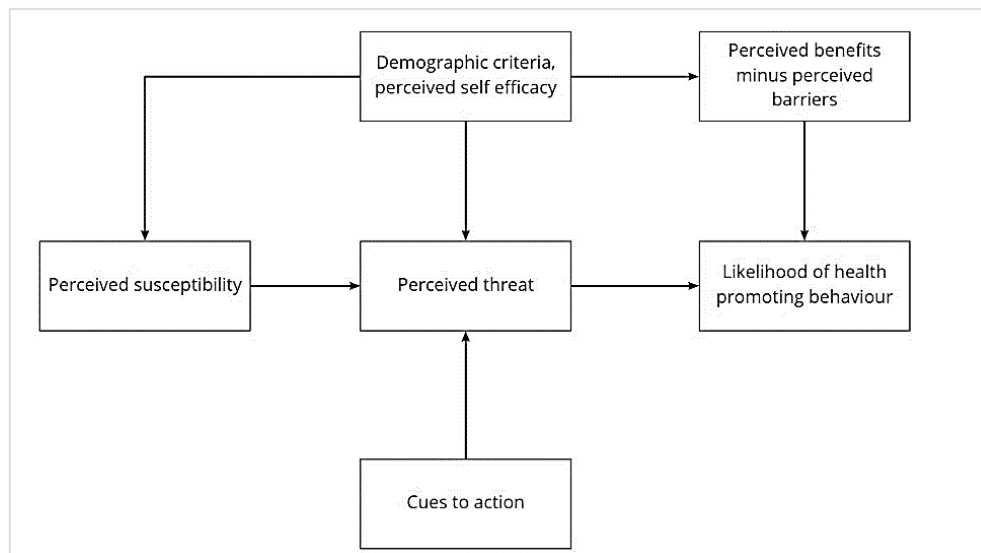 Demographic criteria,
perceived self efficacy
Perceived benefits
minus perceived
barriers
Perceived susceptibility
Perceived threat
Likelihood of health
promoting behaviour
Cues to action